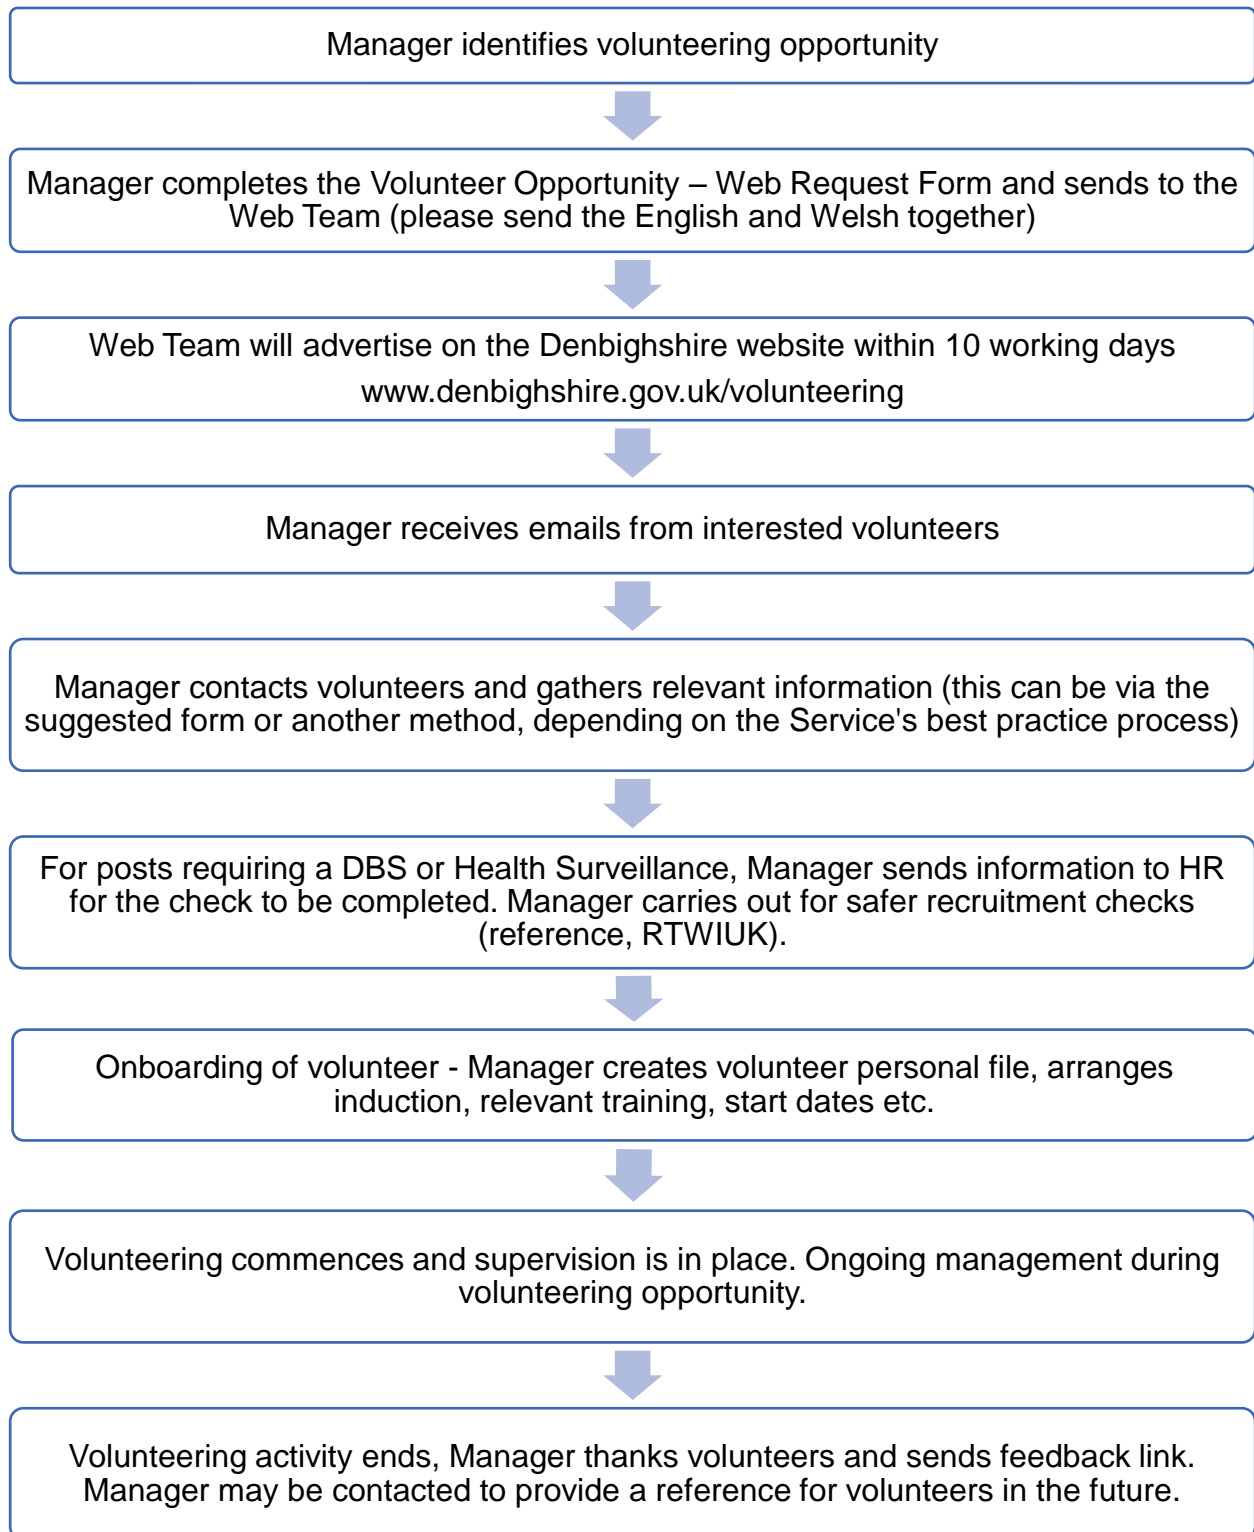 Manager identifies volunteering opportunity
Manager completes the Volunteer Opportunity – Web Request Form and sends to the
Web Team (please send the English and Welsh together)
Web Team will advertise on the Denbighshire website within 10 working days
www.denbighshire.gov.uk/volunteering
Manager receives emails from interested volunteers
Manager contacts volunteers and gathers relevant information (this can be via the
suggested form or another method, depending on the Service's best practice process)
For posts requiring a DBS or Health Surveillance, Manager sends information to HR
for the check to be completed. Manager carries out for safer recruitment checks
(reference, RTWIUK).
Onboarding of volunteer - Manager creates volunteer personal file, arranges
induction, relevant training, start dates etc.
Volunteering commences and supervision is in place. Ongoing management during
volunteering opportunity.
Volunteering activity ends, Manager thanks volunteers and sends feedback link.
Manager may be contacted to provide a reference for volunteers in the future.